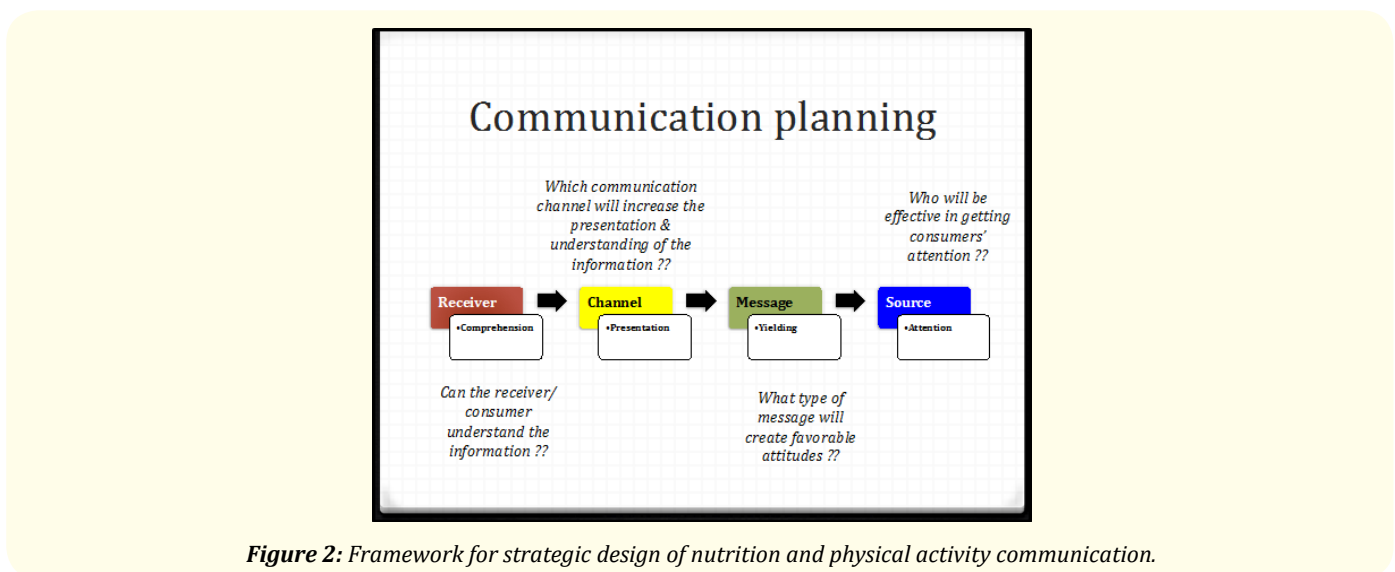 Communication planning
Which communication
channel will increase the
presentation &
understanding of the
information ??
Who will be
effective in getting
consumers’
attention ??
Receiver
•Comprehension
Channel
•Presentation
Message
•Yielding
Source
•Attention
Can the receiver/
consumer
understand the
information ??
What type of
message will
create favorable
attitudes ??
Figure 2: Framework for strategic design of nutrition and physical activity communication.